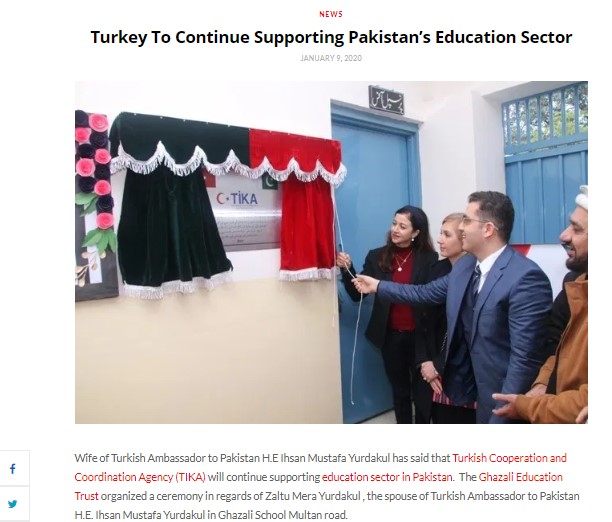 NEWS
Turkey To Continue Supporting Pakistan's Education Sector
JANUARY 9, 2020
پرنسپل آفس
TİKA
Wife of Turkish Ambassador to Pakistan H.E Ihsan Mustafa Yurdakul has said that Turkish Cooperation and
Coordination Agency (TIKA) will continue supporting education sector in Pakistan.  The Ghazali Education
Trust organized a ceremony in regards of Zaltu Mera Yurdakul , the spouse of Turkish Ambassador to Pakistan
H.E. Ihsan Mustafa Yurdakul in Ghazali School Multan road.